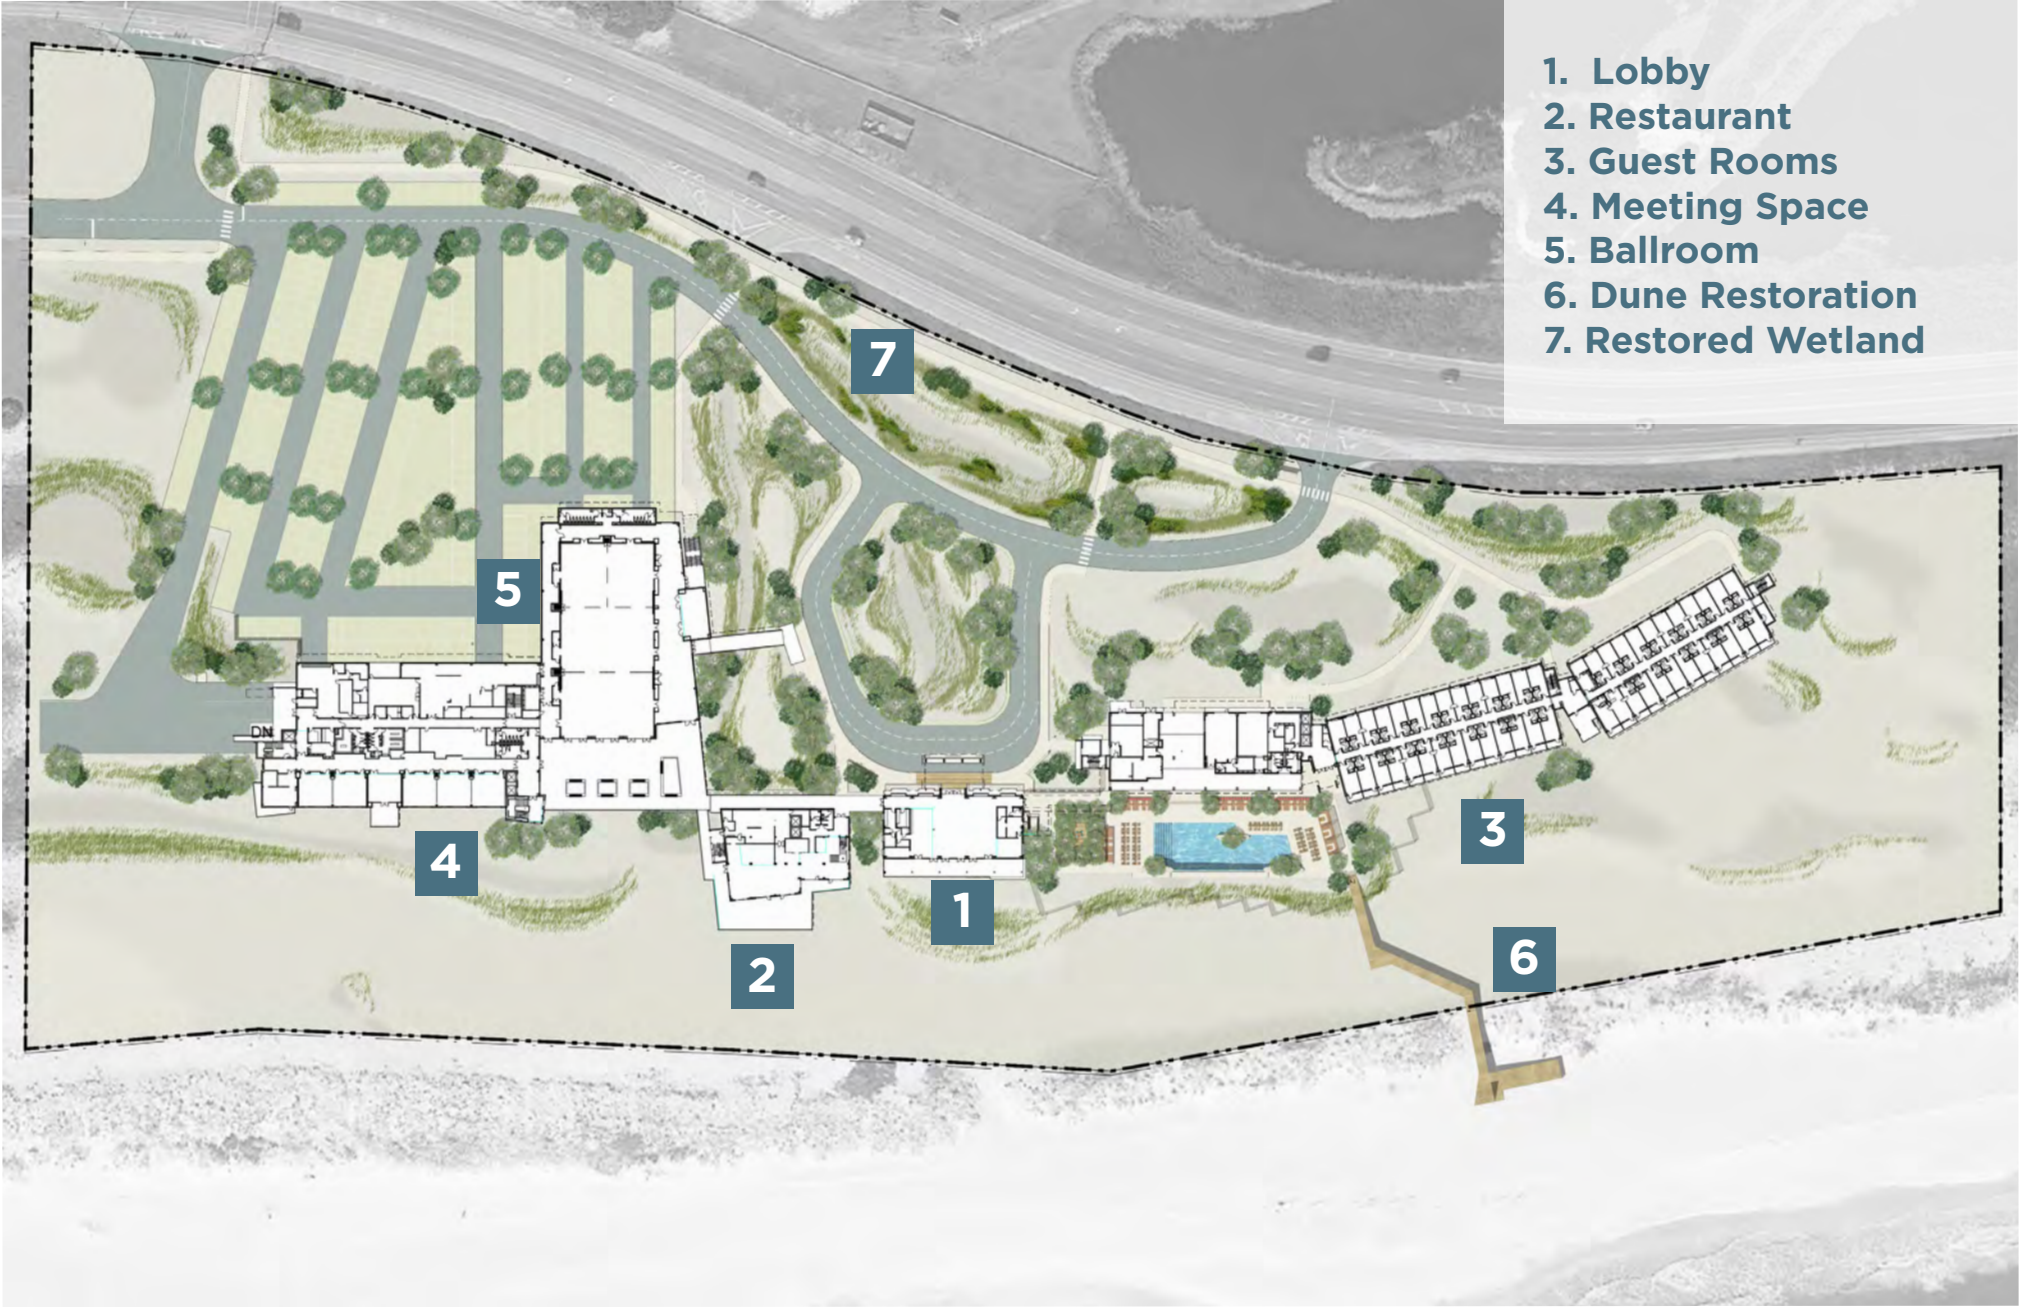 1. Lobby
2. Restaurant
3. Guest Rooms
4. Meeting Space
5. Ballroom
6. Dune Restoration
7. Restored Wetland
7
5
DN
3
4
1
6
2